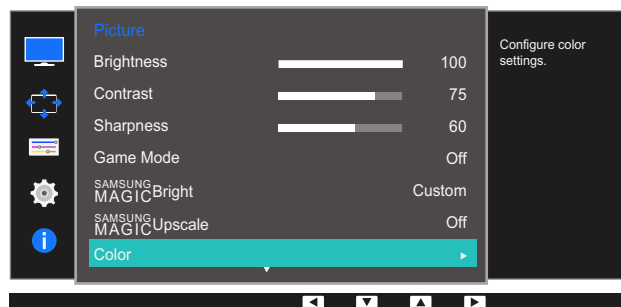 Picture
Brightness 100
Contrast 75
Sharpness 60
Game Mode Off
SAMSUNG MAGIC Bright Custom
SAMSUNG MAGIC Upscale Off
Color
Configure color
settings.